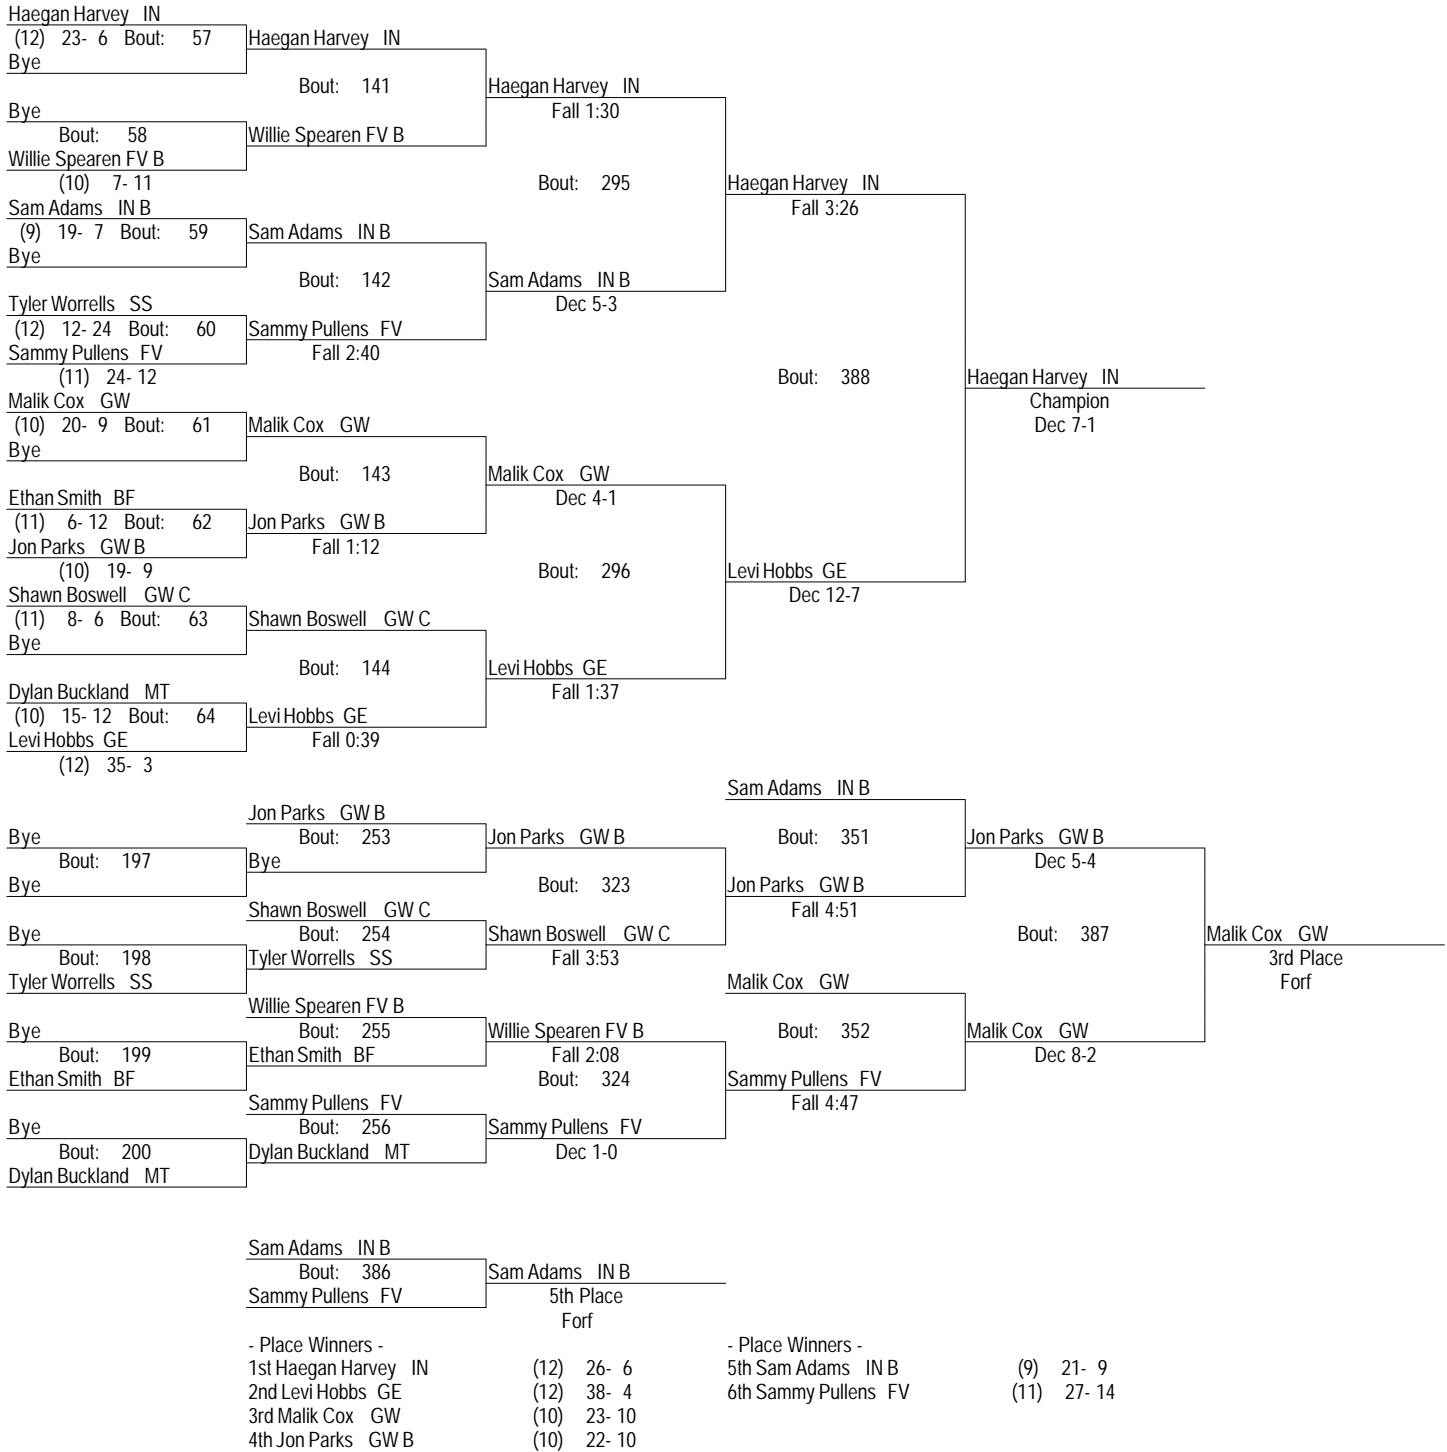 Haegan Harvey IN
(12) 23- 6 Bout: 57 Haegan Harvey IN
Bye
Bout: 141 Haegan Harvey IN
Bye Fall 1:30
Bout: 58 Willie Spearen FV B
Willie Spearen FV B
(10) 7- 11 Bout: 295 Haegan Harvey IN
Sam Adams IN B Fall 3:26
(9) 19- 7 Bout: 59 Sam Adams IN B
Bye
Bout: 142 Sam Adams IN B
Tyler Worrells SS Dec 5-3
(12) 12- 24 Bout: 60 Sammy Pullens FV
Sammy Pullens FV Fall 2:40
(11) 24- 12 Bout: 388 Haegan Harvey IN
Malik Cox GW Champion
(10) 20- 9 Bout: 61 Malik Cox GW Dec 7-1
Bye
Bout: 143 Malik Cox GW
Ethan Smith BF Dec 4-1
(11) 6- 12 Bout: 62 Jon Parks GW B
Jon Parks GW B Fall 1:12
(10) 19- 9 Bout: 296 Levi Hobbs GE
Shawn Boswell GW C Dec 12-7
(11) 8- 6 Bout: 63 Shawn Boswell GW C
Bye
Bout: 144 Levi Hobbs GE
Dylan Buckland MT Fall 1:37
(10) 15- 12 Bout: 64 Levi Hobbs GE
Levi Hobbs GE Fall 0:39
(12) 35- 3
Sam Adams IN B
Jon Parks GW B
Bye Bout: 253 Jon Parks GW B Bout: 351 Jon Parks GW B
Bout: 197 Bye Dec 5-4
Bye Bout: 323 Jon Parks GW B
Shawn Boswell GW C Fall 4:51
Bye Bout: 254 Shawn Boswell GW C Bout: 387 Malik Cox GW
Bout: 198 Tyler Worrells SS Fall 3:53 3rd Place
Tyler Worrells SS Malik Cox GW Forf
Willie Spearen FV B
Bye Bout: 255 Willie Spearen FV B Bout: 352 Malik Cox GW
Bout: 199 Ethan Smith BF Fall 2:08 Dec 8-2
Ethan Smith BF Bout: 324 Sammy Pullens FV
Sammy Pullens FV Fall 4:47
Bye Bout: 256 Sammy Pullens FV
Bout: 200 Dylan Buckland MT Dec 1-0
Dylan Buckland MT
Sam Adams IN B
Bout: 386 Sam Adams IN B
Sammy Pullens FV 5th Place
Forf
- Place Winners - - Place Winners -
1st Haegan Harvey IN (12) 26- 6 5th Sam Adams IN B (9) 21- 9
2nd Levi Hobbs GE (12) 38- 4 6th Sammy Pullens FV (11) 27- 14
3rd Malik Cox GW (10) 23- 10
4th Jon Parks GW B (10) 22- 10